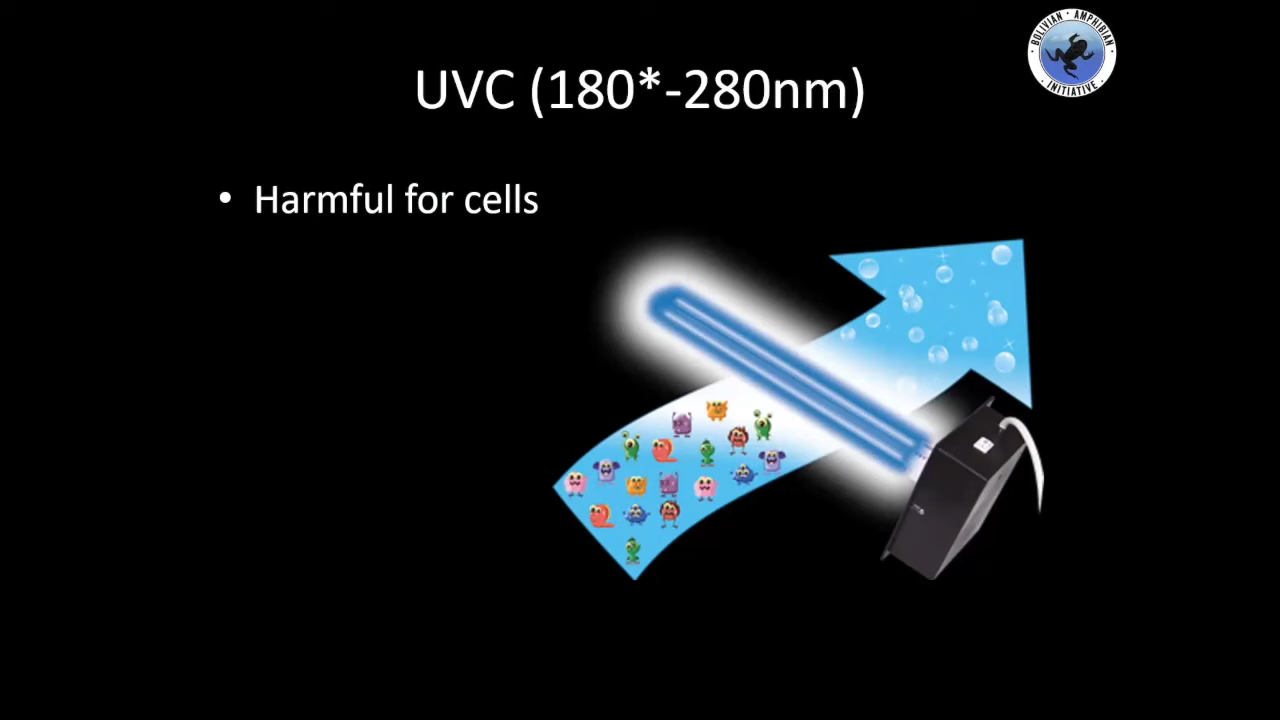 BOLIVIAN · AMPHIBIAN
INITIATIVE
UVC (180*-280nm)
• Harmful for cells